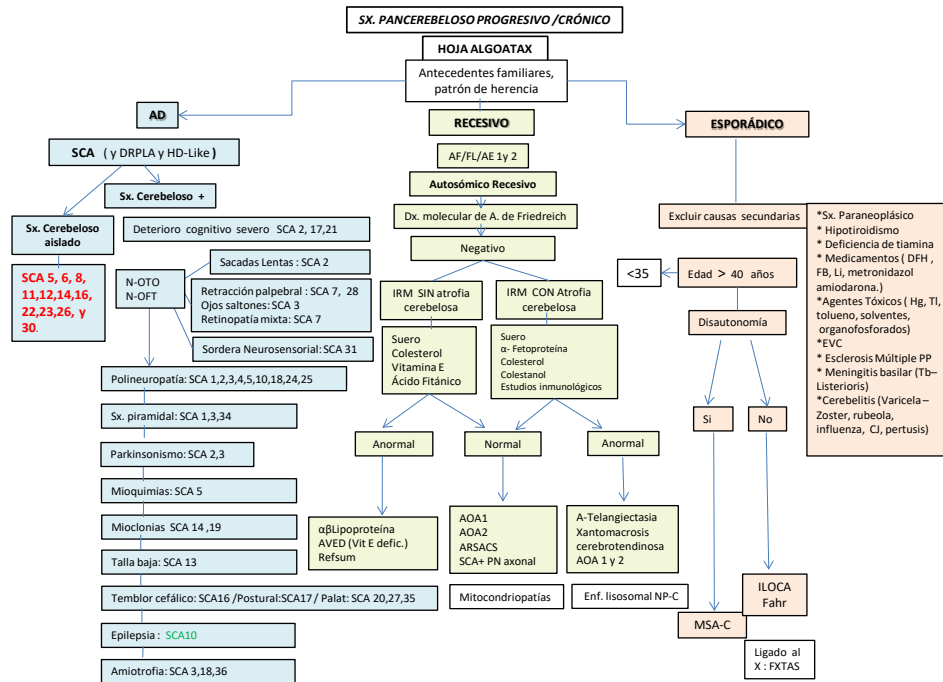 SX. PANCEREBELOSO PROGRESIVO /CRÓNICO
HOJA ALGOATAX
Antecedentes familiares,
patrón de herencia
AD
SCA ( y DRPLA y HD-Like )
Sx. Cerebeloso +
Sx. Cerebeloso
aislado
SCA 5, 6, 8,
11,12,14,16,
22,23,26, y
30.
Deterioro cognitivo severo SCA 2, 17,21
N-OTO
N-OFT
Sacadas Lentas : SCA 2
Retracción palpebral : SCA 7, 28
Ojos saltones: SCA 3
Retinopatía mixta: SCA 7
Sordera Neurosensorial: SCA 31
Polineuropatía: SCA 1,2,3,4,5,10,18,24,25
Sx. piramidal: SCA 1,3,34
Parkinsonismo: SCA 2,3
Mioquimias: SCA 5
Mioclonias SCA 14 ,19
Talla baja: SCA 13
Temblor cefálico: SCA16 /Postural:SCA17 / Palat: SCA 20,27,35
Epilepsia : SCA10
Amiotrofia: SCA 3,18,36
RECESIVO
AF/FL/AE 1y 2
Autosómico Recesivo
Dx. molecular de A. de Friedreich
Negativo
IRM SIN atrofia
cerebelosa
IRM CON Atrofia
cerebelosa
Suero
Colesterol
Vitamina E
Ácido Fitánico
Suero
α- Fetoproteína
Colesterol
Colestanol
Estudios inmunológicos
Anormal
Normal
Anormal
αβLipoproteína
AVED (Vit E defic.)
Refsum
AOA1
AOA2
ARSACS
SCA+ PN axonal
A-Telangiectasia
Xantomacrosis
cerebrotendinosa
AOA 1 y 2
Mitocondriopatías
Enf. lisosomal NP-C
ESPORÁDICO
Excluir causas secundarias
<35
Edad > 40 años
Disautonomía
Si
No
MSA-C
ILOCA
Fahr
Ligado al
X : FXTAS
*Sx. Paraneoplásico
* Hipotiroidismo
* Deficiencia de tiamina
* Medicamentos ( DFH ,
FB, Li, metronidazol
amiodarona.)
*Agentes Tóxicos ( Hg, Tl,
tolueno, solventes,
organofosforados)
*EVC
* Esclerosis Múltiple PP
* Meningitis basilar (Tb–
Listerioris)
*Cerebelitis (Varicela–
Zoster, rubeola,
influenza, CJ, pertusis)